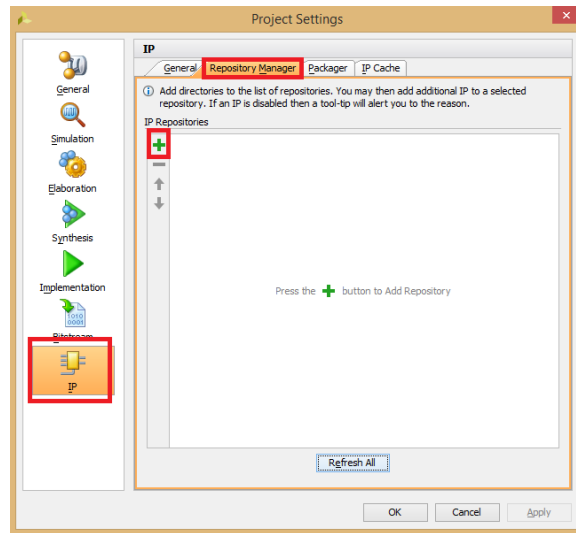 Project Settings
General
Simulation
Elaboration
Synthesis
Implementation
Bitstream
IP
IP
General
Repository Manager
Packager
IP Cache
Add directories to the list of repositories. You may then add additional IP to a selected
repository. If an IP is disabled then a tool-tip will alert you to the reason.
IP Repositories
Press the + button to Add Repository
Refresh All
OK
Cancel
Apply